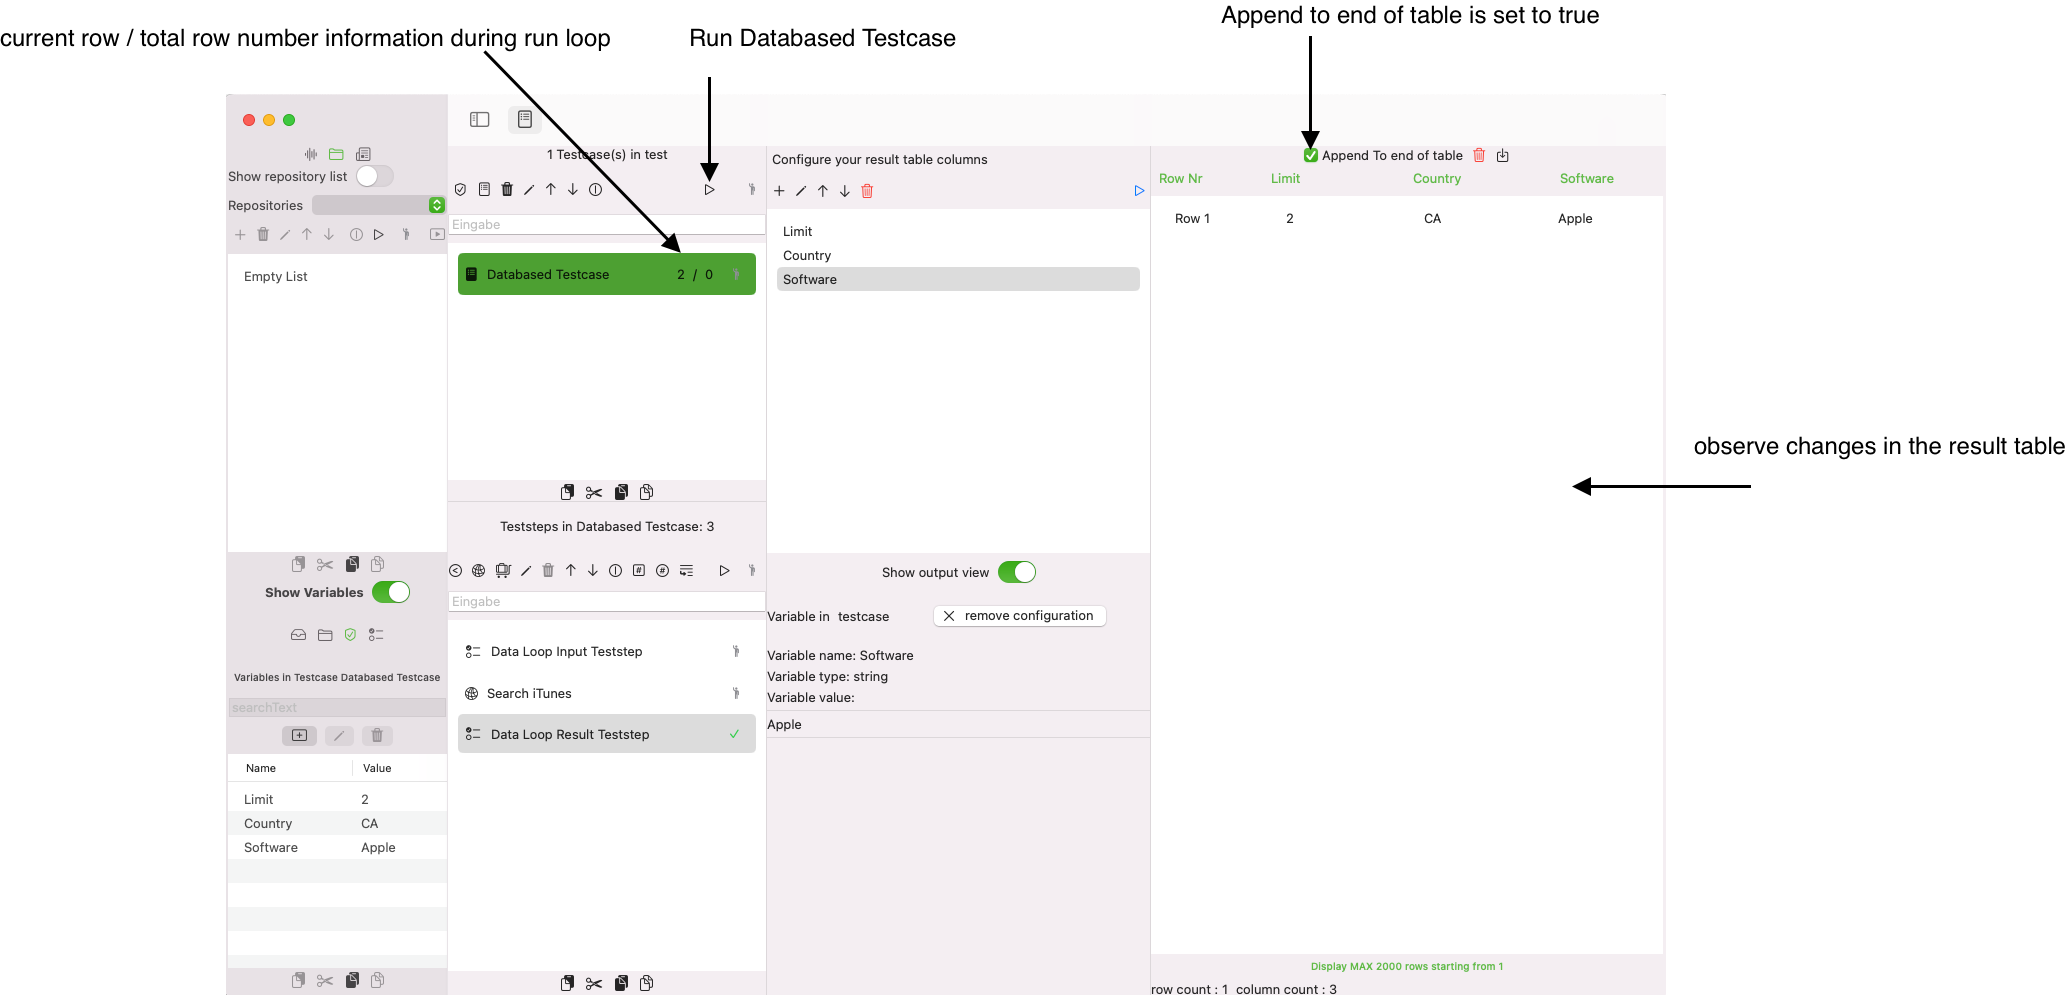 Append to end of table is set to true
current row / total row number information during run loop
Run Databased Testcase
Show repository list
Repositories
Empty List
Show Variables
Variables in Testcase Databased Testcase
searchText
Name Value
Limit 2
Country CA
Software Apple
1 Testcase(s) in test
Eingabe
Databased Testcase 2 / 0
Teststeps in Databased Testcase: 3
Eingabe
Data Loop Input Teststep
Search iTunes
Data Loop Result Teststep
Configure your result table columns
Limit
Country
Software
Show output view
Variable in testcase
remove configuration
Variable name: Software
Variable type: string
Variable value:
Apple
Append To end of table
Row Nr Limit Country Software
Row 1 2 CA Apple
observe changes in the result table
Display MAX 2000 rows starting from 1
row count : 1 column count : 3